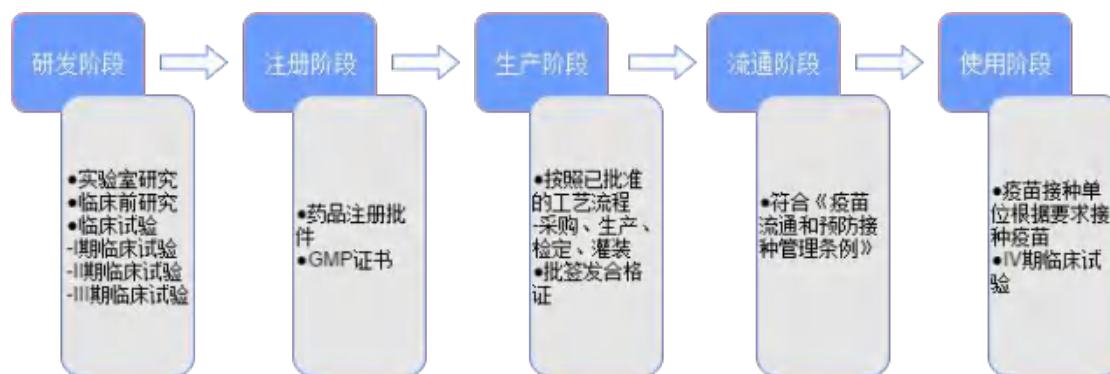 研发阶段
注册阶段
生产阶段
流通阶段
使用阶段
●实验室研究
●临床前研究
●临床试验
-I期临床试验
-II期临床试验
-III期临床试验
●药品注册批
件
●GMP证书
●按照已批准
的工艺流程
-采购、生产、
检定、灌装
●批签发合格
证
●符合《疫苗
流通和预防接
种管理条例》
●疫苗接种单
位根据要求接
种疫苗
●IV期临床试
验